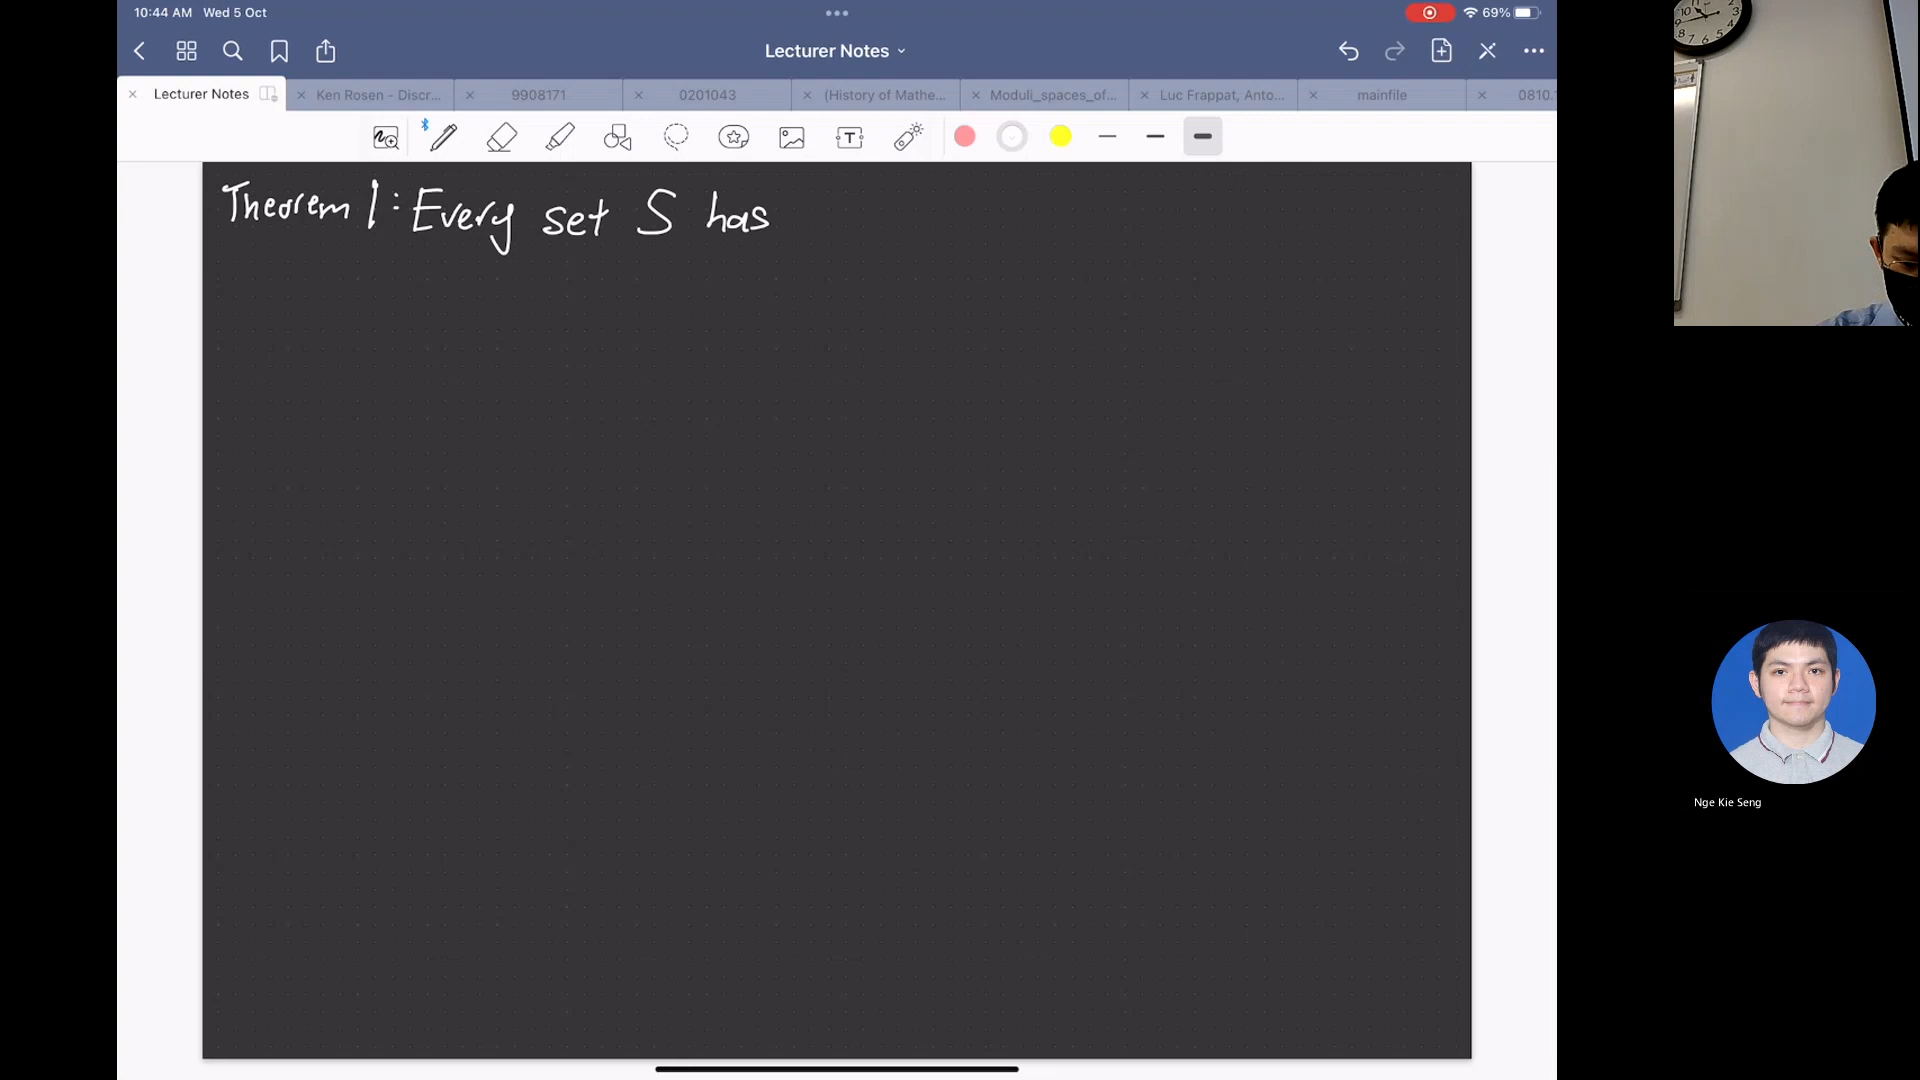 10:44 AM Wed 5 Oct
69%
Lecturer Notes
Lecturer Notes
Ken Rosen - Discr...
9908171
0201043
(History of Mathe...
Moduli_spaces_of...
Luc Frappat, Anto...
mainfile
0810.
Theorem 1: Every set S has
Nge Kie Seng